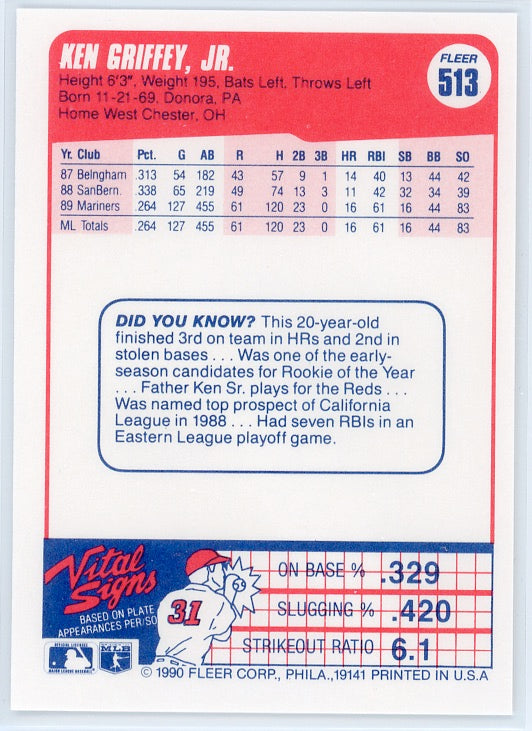 KEN GRIFFEY, JR.
FLEER
513
Height 6'3", Weight 195, Bats Left, Throws Left
Born 11-21-69, Donora, PA
Home West Chester, OH
Yr. Club Pct. G AB R H 2B 3B HR RBI SB BB SO
87 Belngham .313 54 182 43 57 9 1 14 40 13 44 42
88 SanBern. .338 65 219 49 74 13 3 11 42 32 34 39
89 Mariners .264 127 455 61 120 23 0 16 61 16 44 83
ML Totals .264 127 455 61 120 23 0 16 61 16 44 83
DID YOU KNOW? This 20-year-old
finished 3rd on team in HRs and 2nd in
stolen bases . . . Was one of the early-
season candidates for Rookie of the Year
. . . Father Ken Sr. plays for the Reds . . .
Was named top prospect of California
League in 1988 . . . Had seven RBIs in an
Eastern League playoff game.
Vital
Signs
BASED ON PLATE
APPEARANCES PER/SO
31
ON BASE % .329
SLUGGING % .420
STRIKEOUT RATIO 6.1
MLB
© 1990 FLEER CORP., PHILA.,19141 PRINTED IN U.S.A